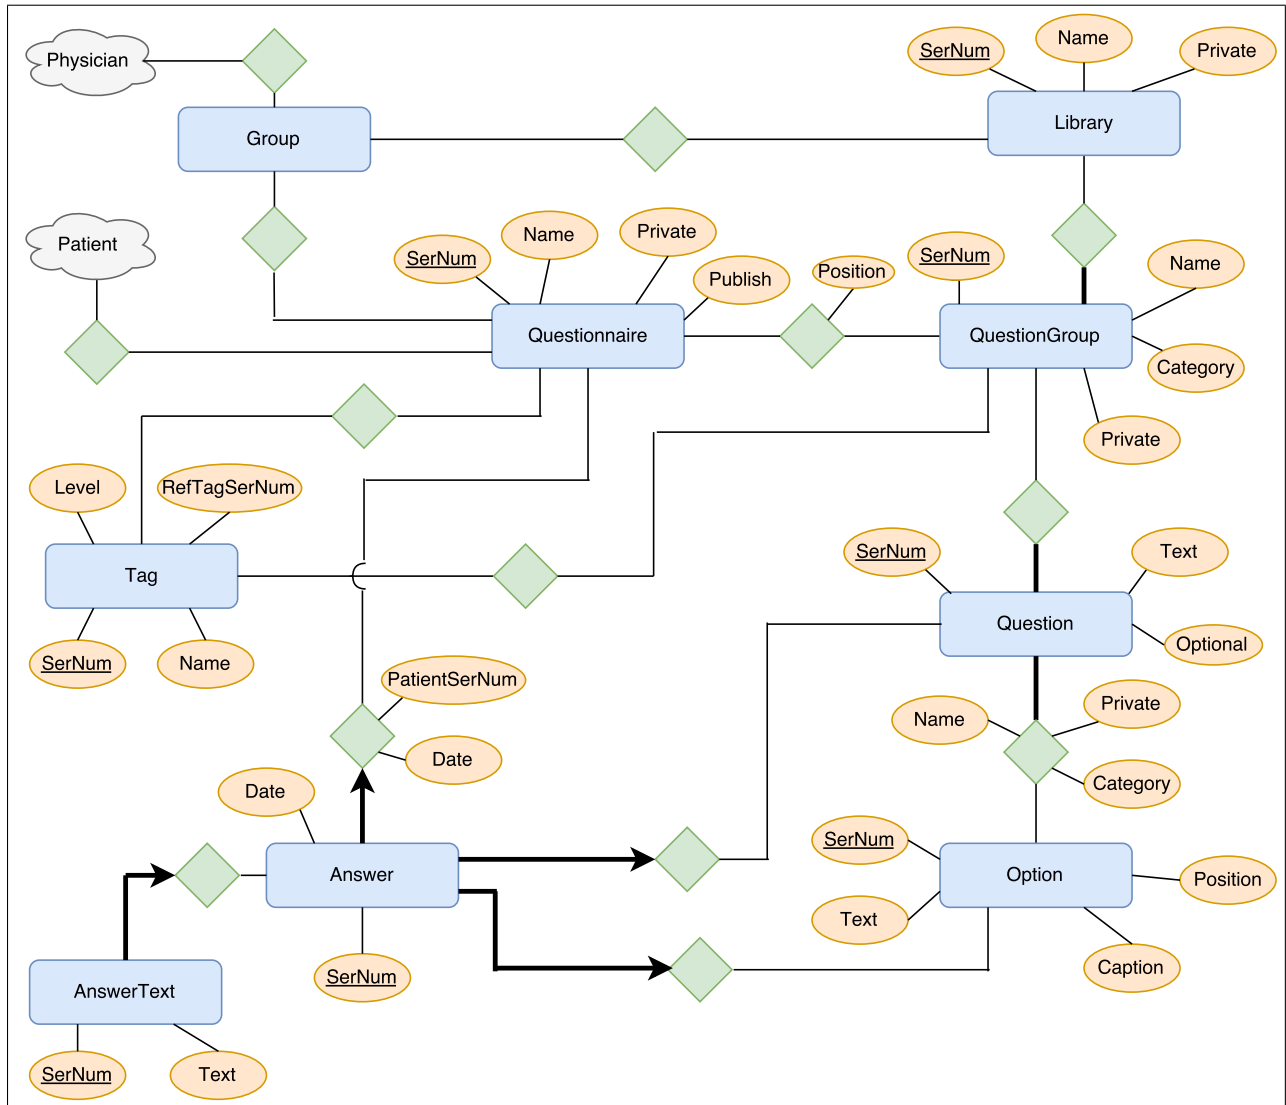 Physician
Group
SerNum
Name
Private
Library
Patient
SerNum
Name
Private
Publish
Position
SerNum
Name
Questionnaire
QuestionGroup
Category
Private
Level
RefTagSerNum
Tag
SerNum
Name
SerNum
Text
Question
Optional
PatientSerNum
Date
Name
Private
Category
Date
Answer
SerNum
SerNum
Text
Option
Position
Caption
AnswerText
SerNum
Text